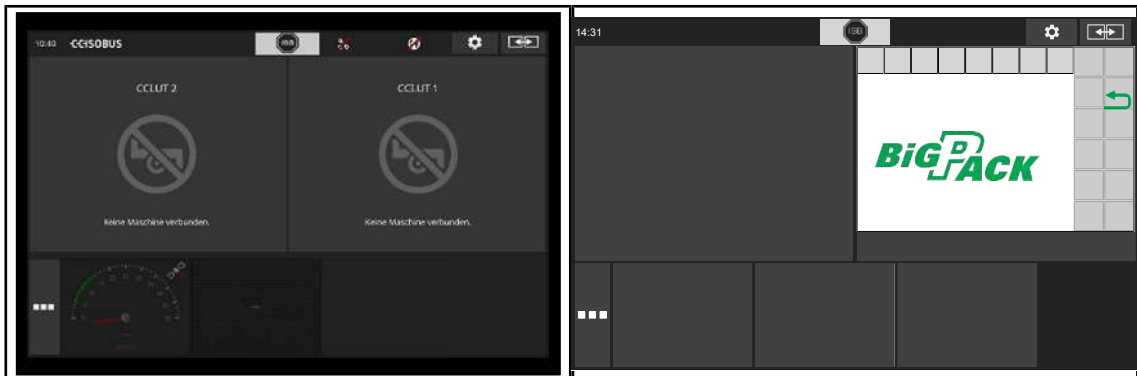 10:40 CCISOBUS
ISB
CCI.UT 2
CCI.UT 1
Keine Maschine verbunden.
Keine Maschine verbunden.
14:31
ISB
BiG PACK